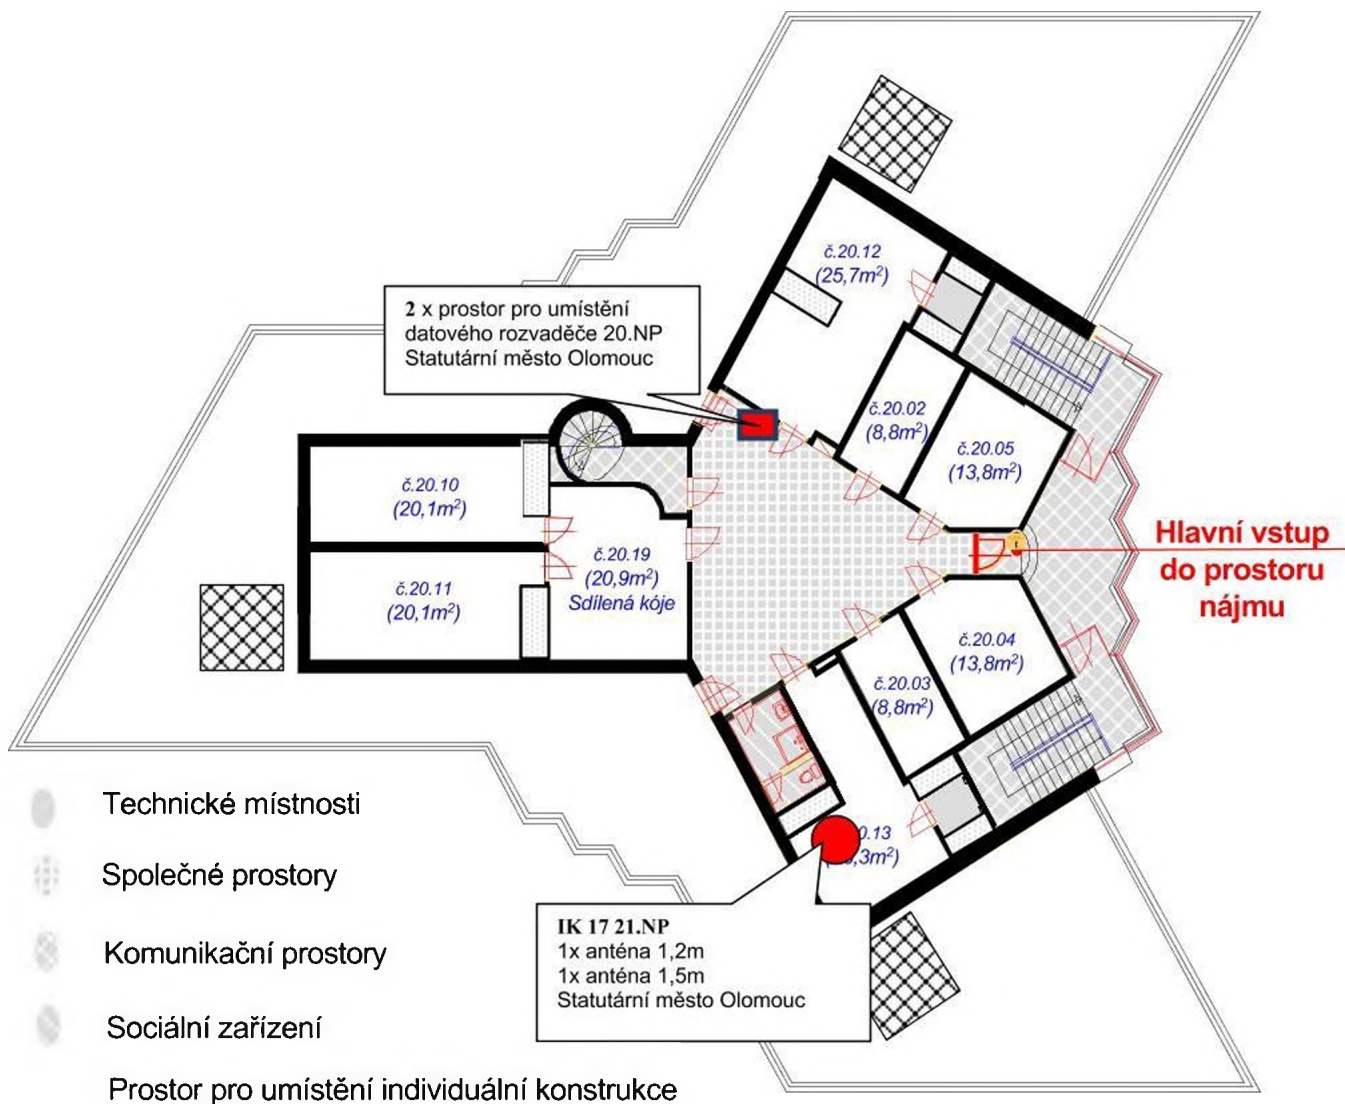 č.20.12
(25,7m²)
2 x prostor pro umístění
datového rozvaděče 20.NP
Statutární město Olomouc
č.20.02
(8,8m²)
č.20.05
(13,8m²)
č.20.10
(20,1m²)
č.20.19
(20,9m²)
Sdílená kóje
č.20.11
(20,1m²)
Hlavní vstup
do prostoru
nájmu
č.20.04
(13,8m²)
č.20.03
(8,8m²)
0.13
,3m²)
IK 17 21.NP
1x anténa 1,2m
1x anténa 1,5m
Statutární město Olomouc
Technické místnosti
Společné prostory
Komunikační prostory
Sociální zařízení
Prostor pro umístění individuální konstrukce